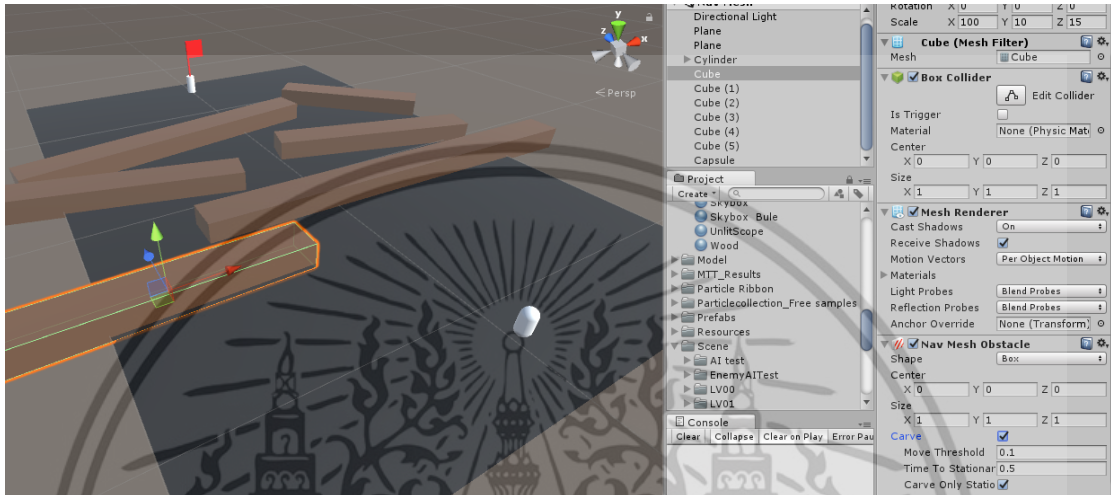 y
z
x
Persp
Nav Mesh
Directional Light
Plane
Plane
Cylinder
Cube
Cube (1)
Cube (2)
Cube (3)
Cube (4)
Cube (5)
Capsule
Project
Create
Skybox
Skybox Bule
UnlitScope
Wood
Model
MTT_Results
Particle Ribbon
Particlecollection_Free samples
Prefabs
Resources
Scene
AI test
EnemyAITest
LV00
LV01
Console
Clear Collapse Clear on Play Error Pau
Rotation X 0 Y 0 Z 0
Scale X 100 Y 10 Z 15
Cube (Mesh Filter)
Mesh Cube
Box Collider
Edit Collider
Is Trigger
Material None (Physic Mat
Center
X 0 Y 0 Z 0
Size
X 1 Y 1 Z 1
Mesh Renderer
Cast Shadows On
Receive Shadows
Motion Vectors Per Object Motion
Materials
Light Probes Blend Probes
Reflection Probes Blend Probes
Anchor Override None (Transform)
Nav Mesh Obstacle
Shape Box
Center
X 0 Y 0 Z 0
Size
X 1 Y 1 Z 1
Carve
Move Threshold 0.1
Time To Stationar 0.5
Carve Only Statio